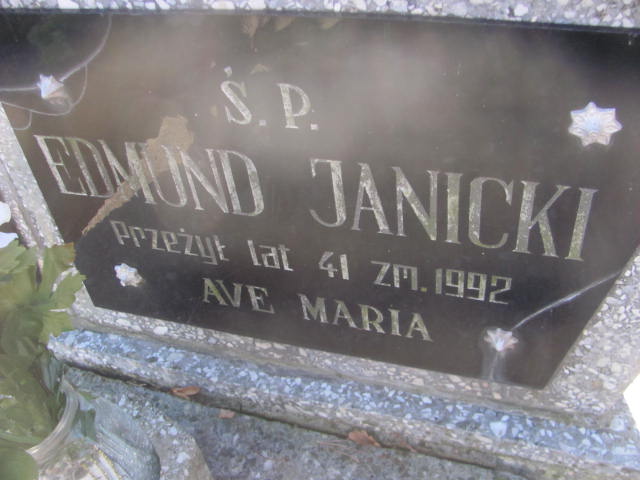 Ś. P.
EDMUND JANICKI
Przeżył lat 41 zm. 1992
AVE MARIA